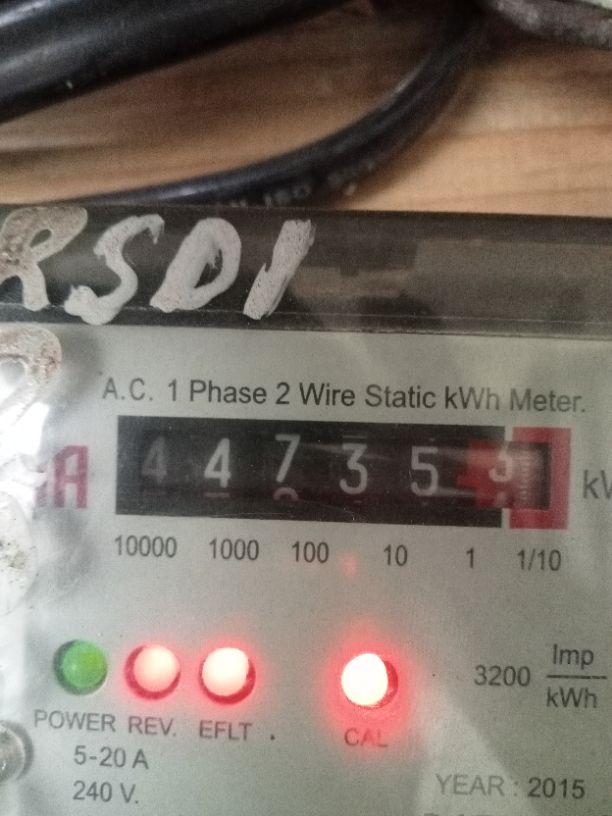 RSD1
A.C. 1 Phase 2 Wire Static kWh Meter.
4 4 7 3 5 3
10000 1000 100 10 1 1/10
POWER REV. EFLT . CAL
3200 Imp/kWh
5-20 A
240 V.
YEAR : 2015